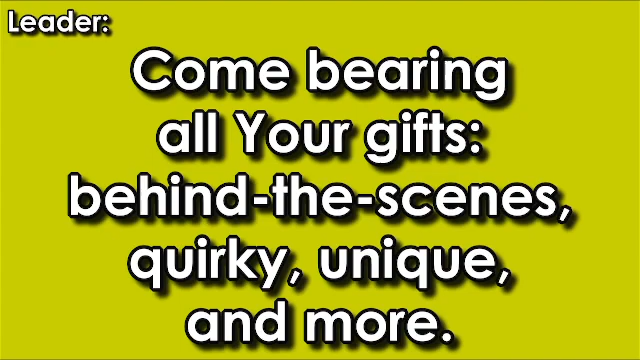 Leader:
Come bearing
all Your gifts:
behind-the-scenes,
quirky, unique,
and more.